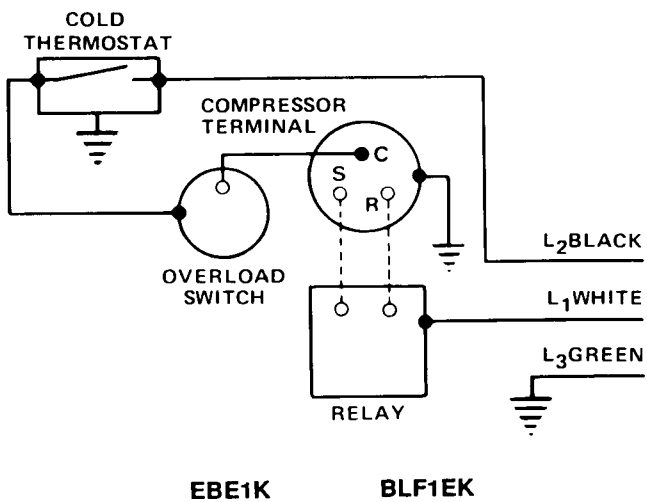 COLD
THERMOSTAT
COMPRESSOR
TERMINAL
C
S
R
OVERLOAD
SWITCH
L₂BLACK
L₁WHITE
L₃GREEN
RELAY
EBE1K
BLF1EK